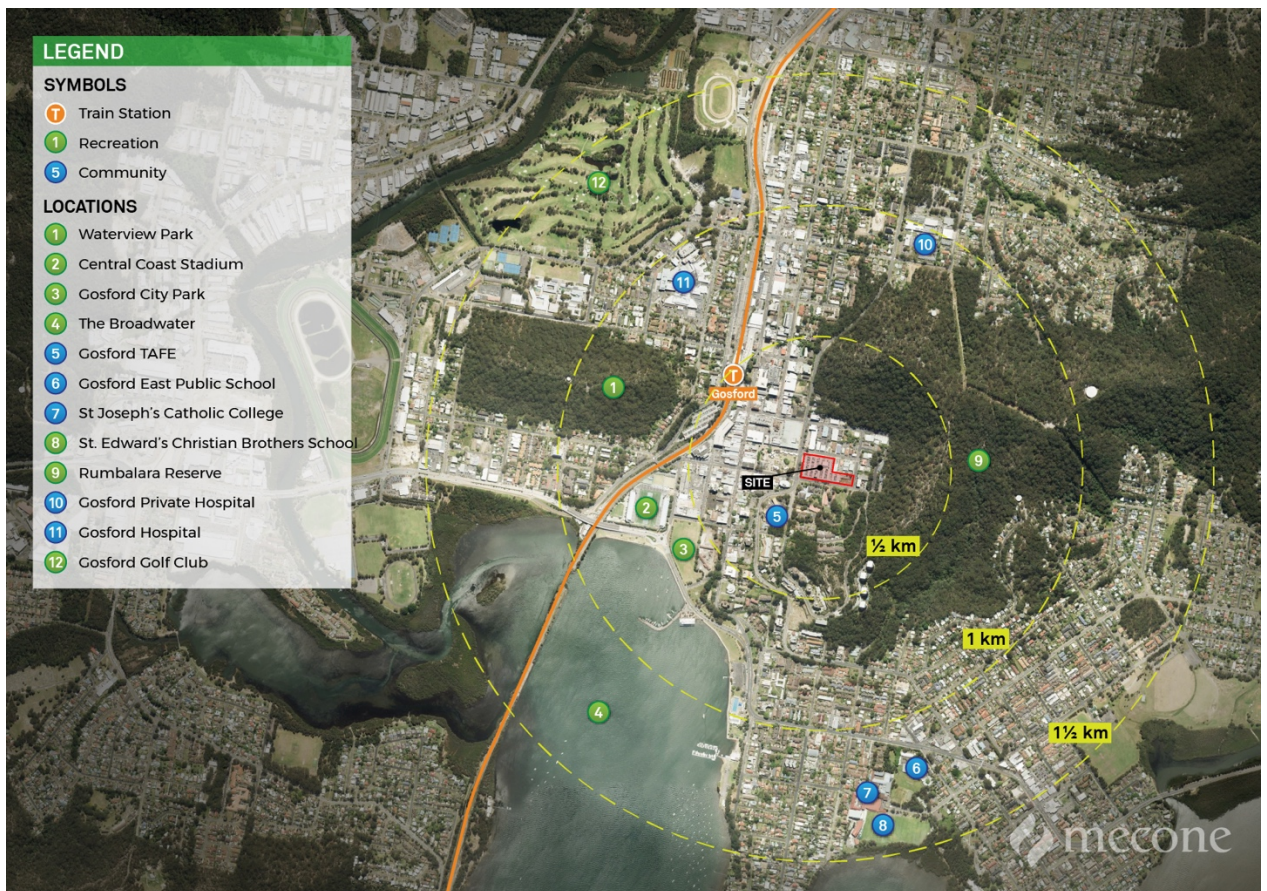 LEGEND
SYMBOLS
T Train Station
1 Recreation
5 Community
LOCATIONS
1 Waterview Park
2 Central Coast Stadium
3 Gosford City Park
4 The Broadwater
5 Gosford TAFE
6 Gosford East Public School
7 St Joseph's Catholic College
8 St. Edward's Christian Brothers School
9 Rumbalara Reserve
10 Gosford Private Hospital
11 Gosford Hospital
12 Gosford Golf Club
12
10
11
T
Gosford
1
9
SITE
2
5
3
½ km
1 km
4
1½ km
6
7
8
mecone